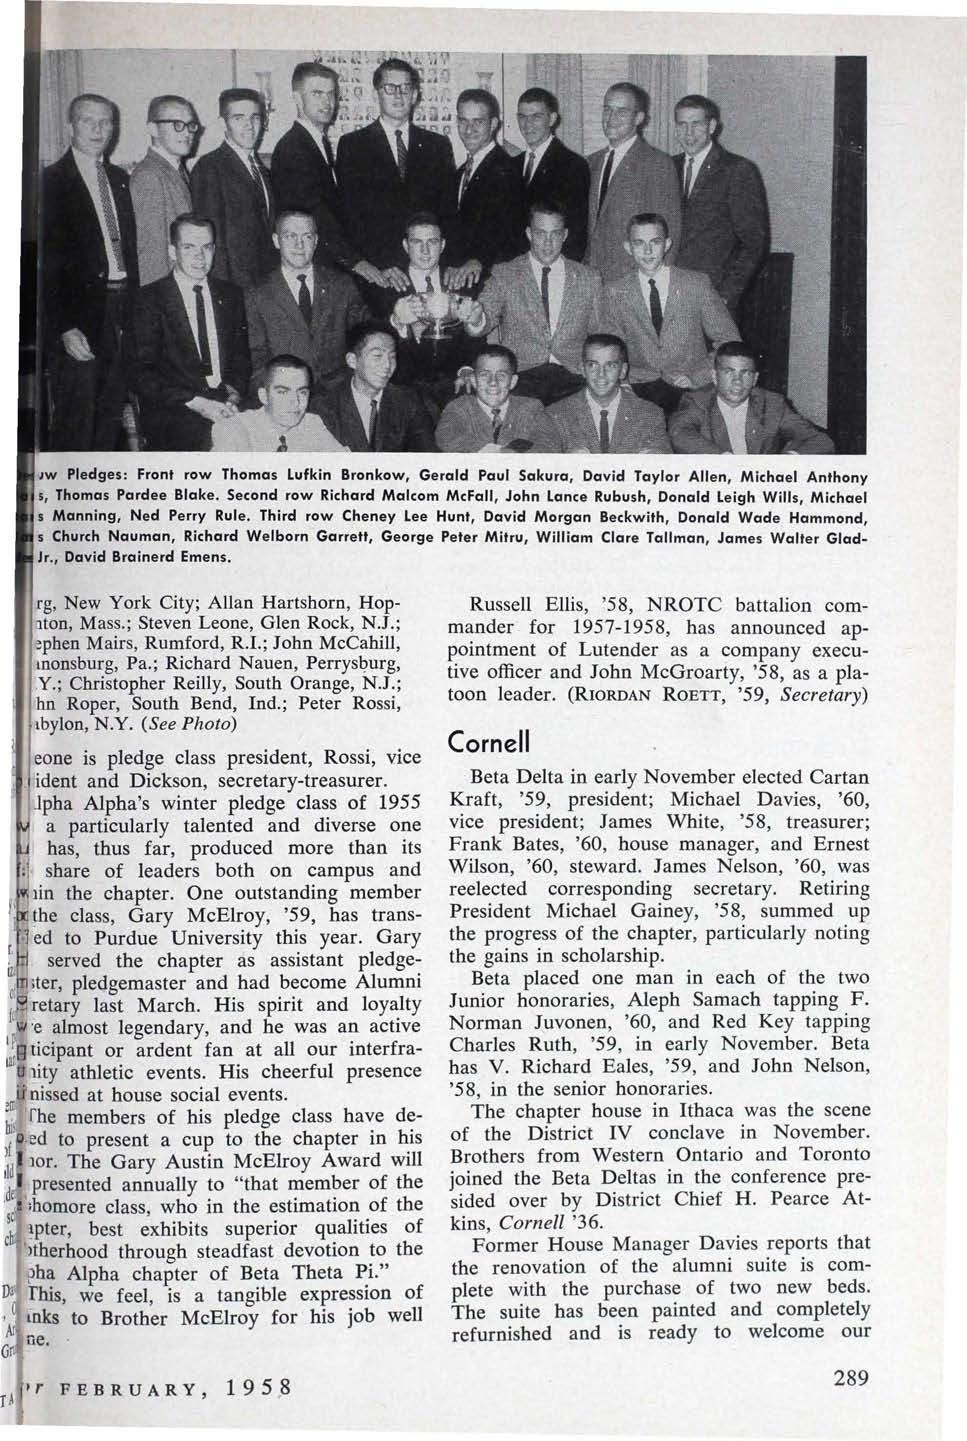 uw Pledges: Front row Thomas Lufkin Bronkow, Gerald Paul Sakura, David Taylor Allen, Michael Anthony
s, Thomas Pardee Blake. Second row Richard Malcom McFall, John Lance Rubush, Donald Leigh Wills, Michael
s Manning, Ned Perry Rule. Third row Cheney Lee Hunt, David Morgan Beckwith, Donald Wade Hammond,
s Church Nauman, Richard Welborn Garrett, George Peter Mitru, William Clare Tallman, James Walter Glad-
Jr., David Brainerd Emens.
rg, New York City; Allan Hartshorn, Hop-
nton, Mass.; Steven Leone, Glen Rock, N.J.;
ephen Mairs, Rumford, R.I.; John McCahill,
nonsburg, Pa.; Richard Nauen, Perrysburg,
Y.; Christopher Reilly, South Orange, N.J.;
hn Roper, South Bend, Ind.; Peter Rossi,
abylon, N.Y. (See Photo)
eone is pledge class president, Rossi, vice
ident and Dickson, secretary-treasurer.
lpha Alpha's winter pledge class of 1955
a particularly talented and diverse one
has, thus far, produced more than its
share of leaders both on campus and
in the chapter. One outstanding member
the class, Gary McElroy, '59, has trans-
ed to Purdue University this year. Gary
served the chapter as assistant pledge-
ster, pledgemaster and had become Alumni
retary last March. His spirit and loyalty
e almost legendary, and he was an active
ticipant or ardent fan at all our interfra-
nity athletic events. His cheerful presence
missed at house social events.
The members of his pledge class have de-
ed to present a cup to the chapter in his
nor. The Gary Austin McElroy Award will
presented annually to "that member of the
homore class, who in the estimation of the
apter, best exhibits superior qualities of
otherhood through steadfast devotion to the
pha Alpha chapter of Beta Theta Pi."
This, we feel, is a tangible expression of
anks to Brother McElroy for his job well
ne.
Russell Ellis, '58, NROTC battalion com-
mander for 1957-1958, has announced ap-
pointment of Lutender as a company execu-
tive officer and John McGroarty, '58, as a pla-
toon leader. (RIORDAN ROETT, '59, Secretary)
Cornell
Beta Delta in early November elected Cartan
Kraft, '59, president; Michael Davies, '60,
vice president; James White, '58, treasurer;
Frank Bates, '60, house manager, and Ernest
Wilson, '60, steward. James Nelson, '60, was
reelected corresponding secretary. Retiring
President Michael Gainey, '58, summed up
the progress of the chapter, particularly noting
the gains in scholarship.
Beta placed one man in each of the two
Junior honoraries, Aleph Samach tapping F.
Norman Juvonen, '60, and Red Key tapping
Charles Ruth, '59, in early November. Beta
has V. Richard Eales, '59, and John Nelson,
'58, in the senior honoraries.
The chapter house in Ithaca was the scene
of the District IV conclave in November.
Brothers from Western Ontario and Toronto
joined the Beta Deltas in the conference pre-
sided over by District Chief H. Pearce At-
kins, Cornell '36.
Former House Manager Davies reports that
the renovation of the alumni suite is com-
plete with the purchase of two new beds.
The suite has been painted and completely
refurnished and is ready to welcome our
r FEBRUARY, 1958
289